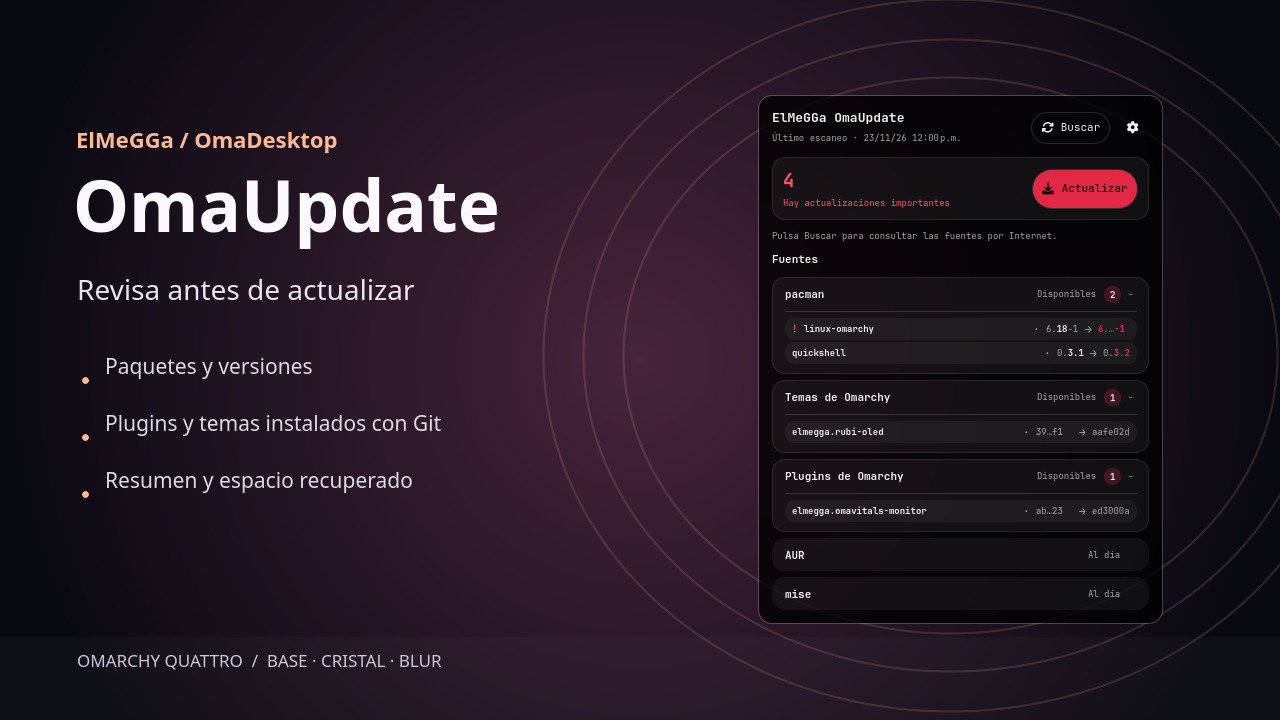 ElMeGGa / OmaDesktop
OmaUpdate
Revisa antes de actualizar
Paquetes y versiones
Plugins y temas instalados con Git
Resumen y espacio recuperado
OMARCHY QUATTRO / BASE · CRISTAL · BLUR
ElMeGGa OmaUpdate
Último escaneo · 23/11/26 12:00p.m.
Buscar
4
Hay actualizaciones importantes
Actualizar
Pulsa Buscar para consultar las fuentes por Internet.
Fuentes
pacman Disponibles 2 -
! linux-omarchy · 6.18-1 → 6.…-1
quickshell · 0.3.1 → 0.3.2
Temas de Omarchy Disponibles 1 -
elmegga.rubi-oled · 39…f1 → aafe02d
Plugins de Omarchy Disponibles 1 -
elmegga.omavitals-monitor · ab…23 → ed3000a
AUR Al día
mise Al día